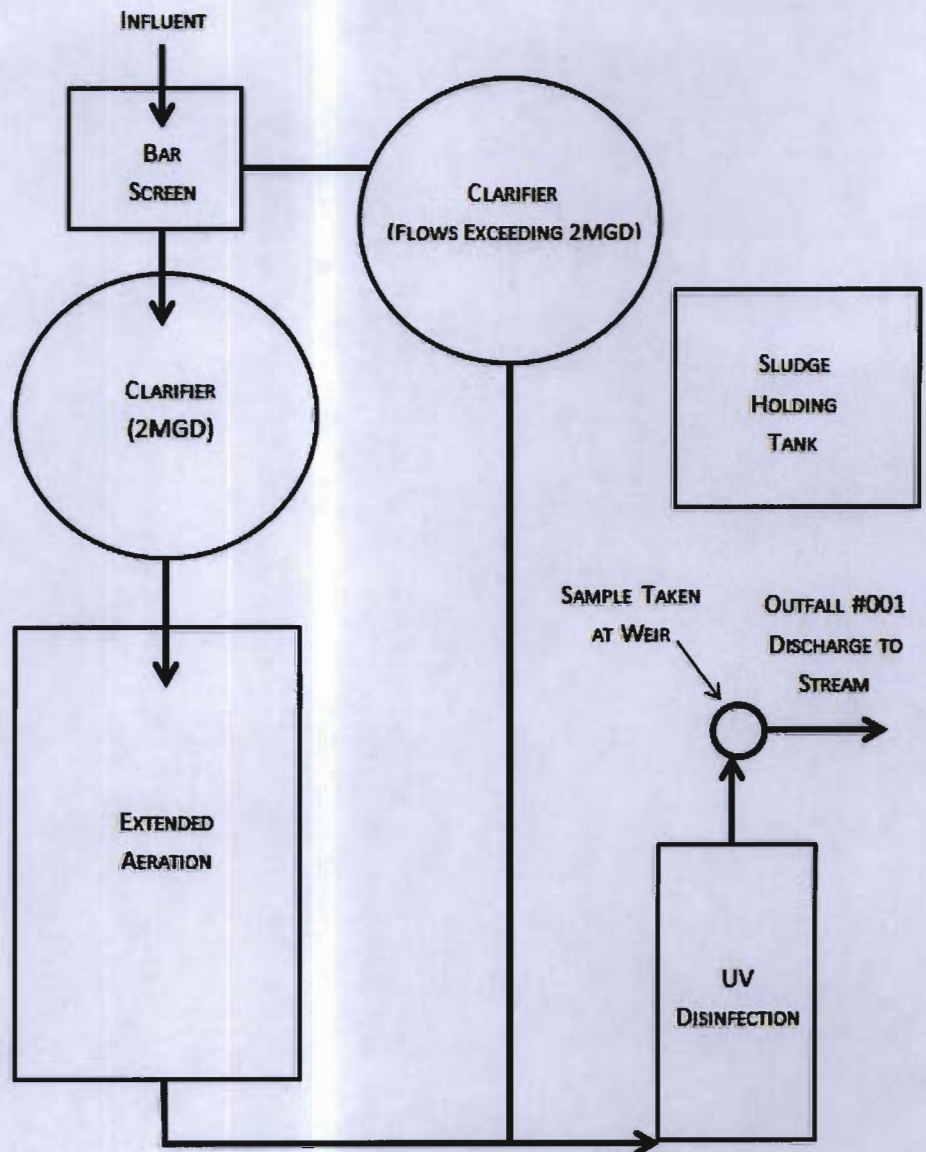 INFLUENT
BAR
SCREEN
CLARIFIER
(FLOWS EXCEEDING 2MGD)
CLARIFIER
(2MGD)
SLUDGE
HOLDING
TANK
SAMPLE TAKEN
AT WEIR
OUTFALL #001
DISCHARGE TO
STREAM
EXTENDED
AERATION
UV
DISINFECTION